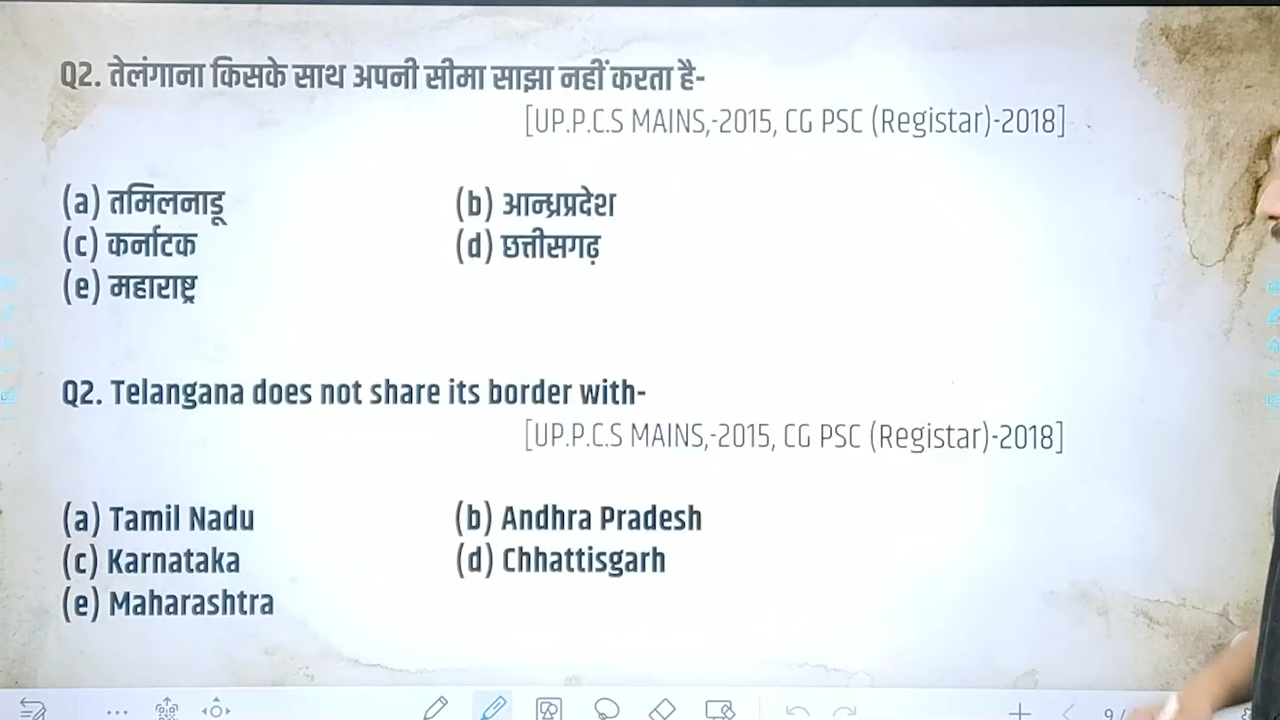 Q2. तेलंगाना किसके साथ अपनी सीमा साझा नहीं करता है-
[UP.P.C.S MAINS,-2015, CG PSC (Registar)-2018]
(a) तमिलनाडू (b) आन्ध्रप्रदेश
(c) कर्नाटक (d) छत्तीसगढ़
(e) महाराष्ट्र
Q2. Telangana does not share its border with-
[UP.P.C.S MAINS,-2015, CG PSC (Registar)-2018]
(a) Tamil Nadu (b) Andhra Pradesh
(c) Karnataka (d) Chhattisgarh
(e) Maharashtra